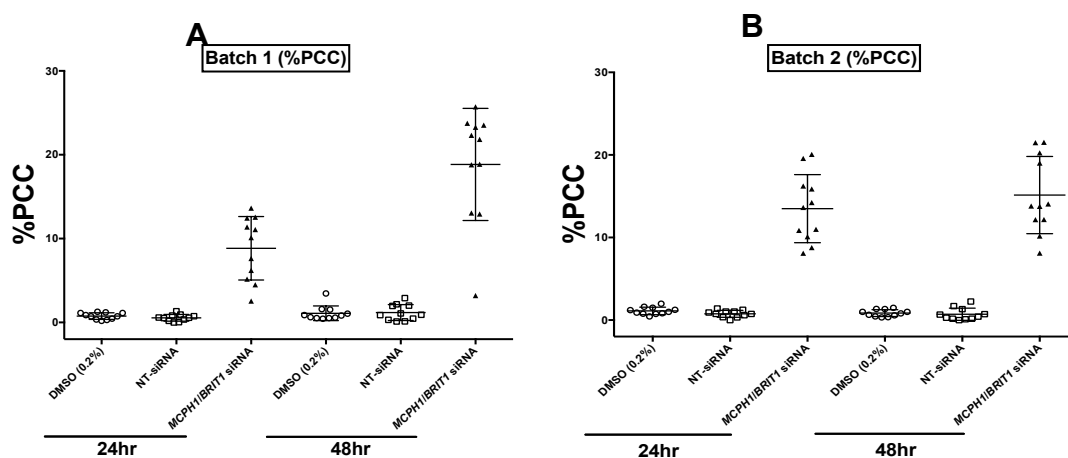 A
Batch 1 (%PCC)
%PCC
30
20
10
0
DMSO (0.2%)
NT-siRNA
MCPH1/BRIT1 siRNA
DMSO (0.2%)
NT-siRNA
MCPH1/BRIT1 siRNA
24hr
48hr
B
Batch 2 (%PCC)
%PCC
30
20
10
0
DMSO (0.2%)
NT-siRNA
MCPH1/BRIT1 siRNA
DMSO (0.2%)
NT-siRNA
MCPH1/BRIT1 siRNA
24hr
48hr